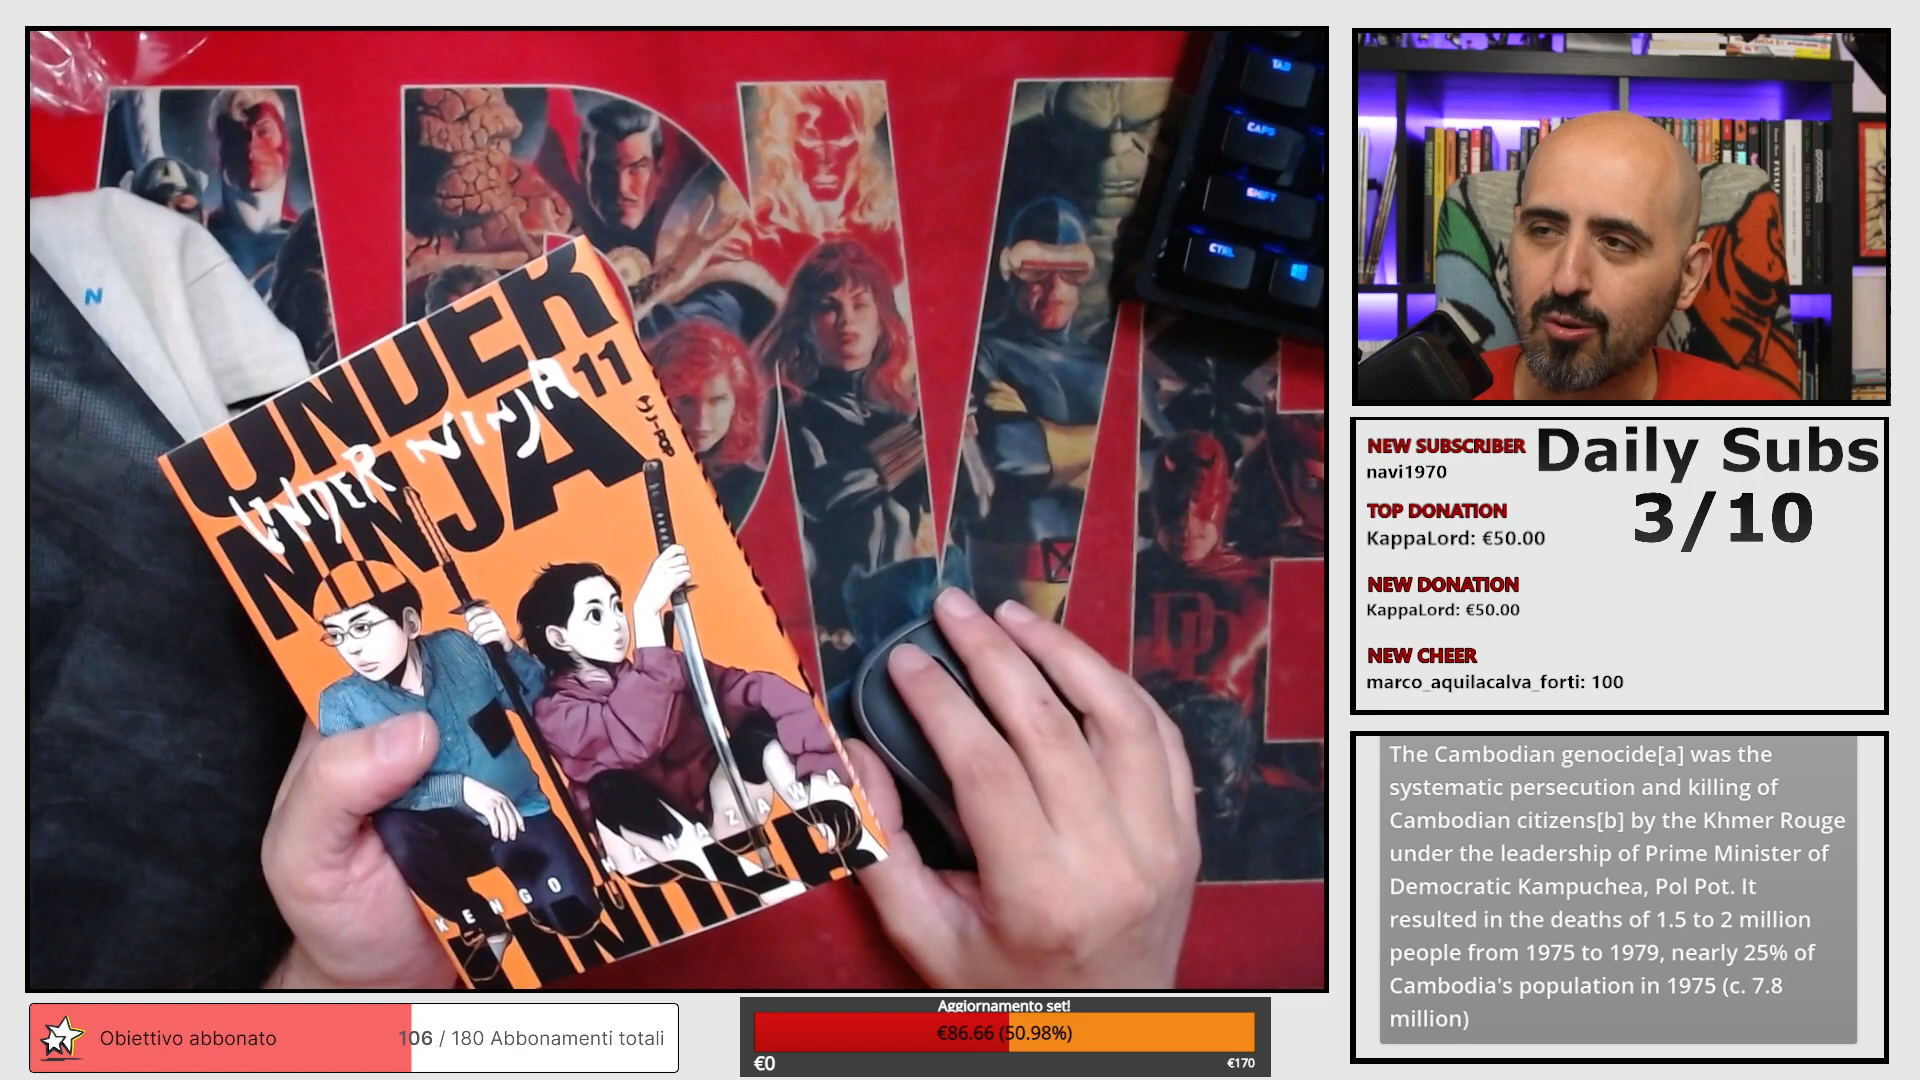 TAB
CAPS
SHIFT
CTRL
N
UNDER
NINJA
UNDER NINJA
11
J-POP
KENGO HANAZAWA
UNDER
NINJA
NEW SUBSCRIBER
navi1970
Daily Subs
3/10
TOP DONATION
KappaLord: €50.00
NEW DONATION
KappaLord: €50.00
NEW CHEER
marco_aquilacalva_forti: 100
The Cambodian genocide[a] was the
systematic persecution and killing of
Cambodian citizens[b] by the Khmer Rouge
under the leadership of Prime Minister of
Democratic Kampuchea, Pol Pot. It
resulted in the deaths of 1.5 to 2 million
people from 1975 to 1979, nearly 25% of
Cambodia's population in 1975 (c. 7.8
million)
Obiettivo abbonato
106 / 180 Abbonamenti totali
Aggiornamento set!
€86.66 (50.98%)
€0
€170